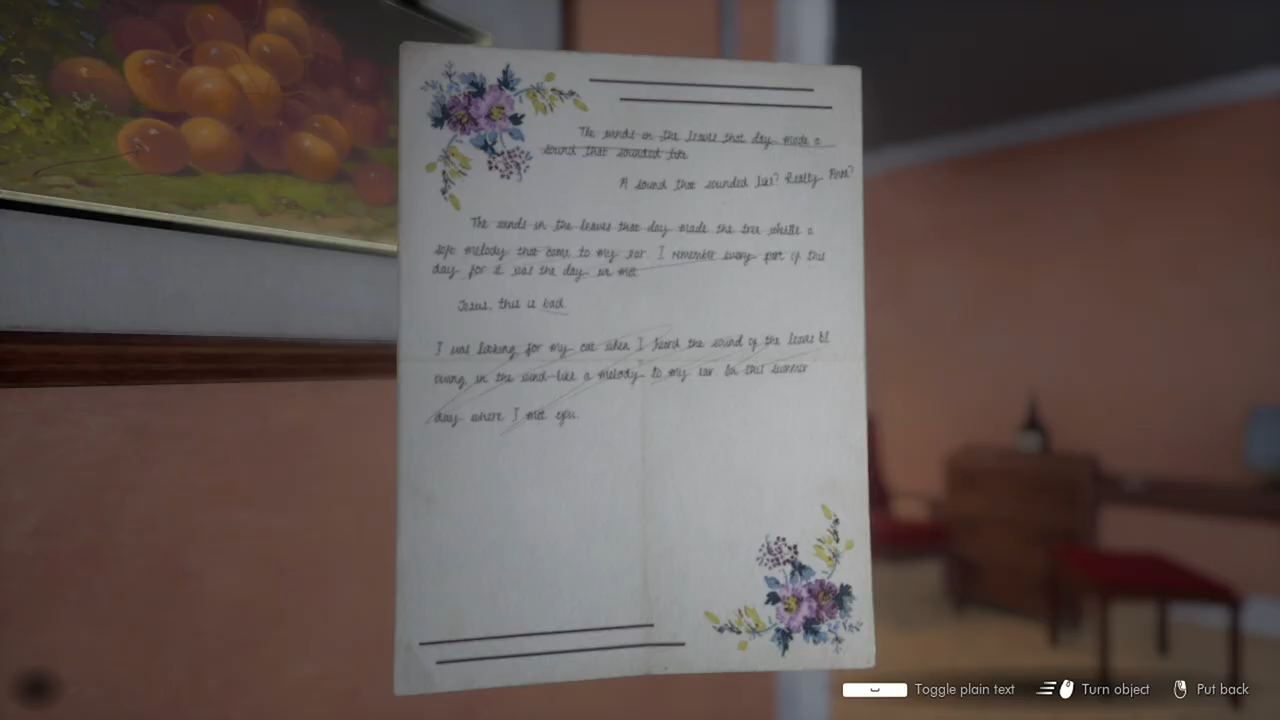 The winds in the leaves that day made a
sound that sounded like
A sound that sounded like? Really
The winds in the leaves that day made the tree whistle a
soft melody that came to my ear. I remember every part of this
day for it was the day we met
Jesus, this is bad.
I was looking for my cat when I heard the sound of the leaves bl
owing in the wind like a melody to my ear. On this summer
day where I met you.
Toggle plain text
Turn object
Put back